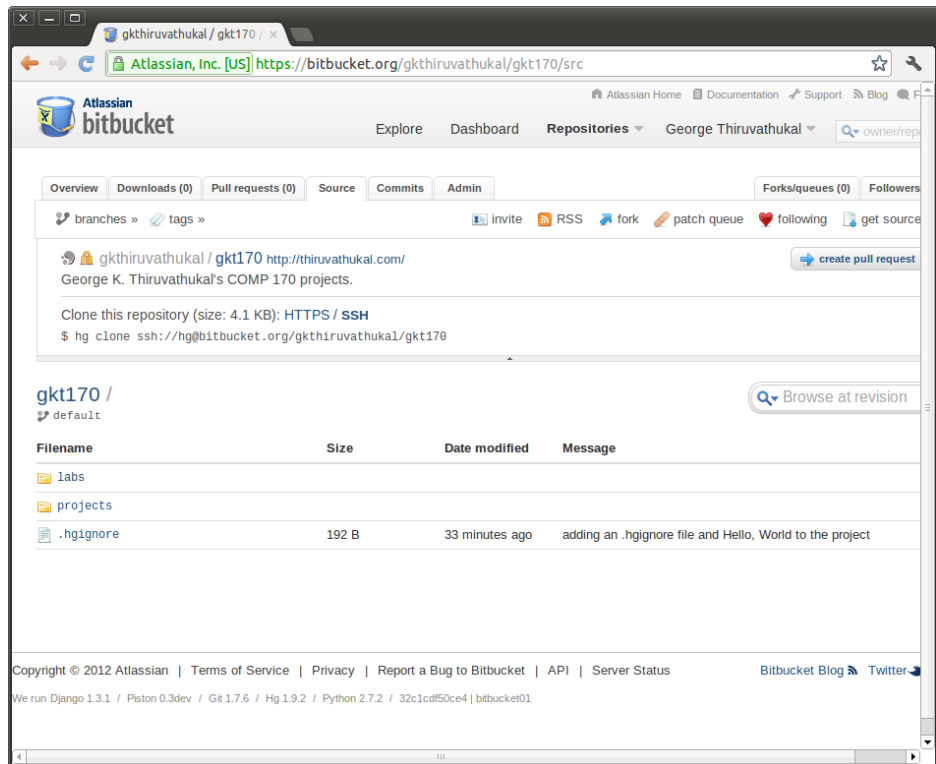 gkthiruvathukal / gkt170 /
Atlassian, Inc. [US] https://bitbucket.org/gkthiruvathukal/gkt170/src
Atlassian Home Documentation Support Blog F
Atlassian
bitbucket
Explore Dashboard Repositories George Thiruvathukal owner/repo
Overview Downloads (0) Pull requests (0) Source Commits Admin Forks/queues (0) Followers
branches » tags » invite RSS fork patch queue following get source
gkthiruvathukal / gkt170 http://thiruvathukal.com/ create pull request
George K. Thiruvathukal's COMP 170 projects.
Clone this repository (size: 4.1 KB): HTTPS / SSH
$ hg clone ssh://hg@bitbucket.org/gkthiruvathukal/gkt170
gkt170 / Browse at revision
default
Filename Size Date modified Message
labs
projects
.hgignore 192 B 33 minutes ago adding an .hgignore file and Hello, World to the project
Copyright © 2012 Atlassian | Terms of Service | Privacy | Report a Bug to Bitbucket | API | Server Status Bitbucket Blog Twitter
We run Django 1.3.1 / Piston 0.3dev / Git 1.7.6 / Hg 1.9.2 / Python 2.7.2 / 32c1cdf50ce4 | bitbucket01